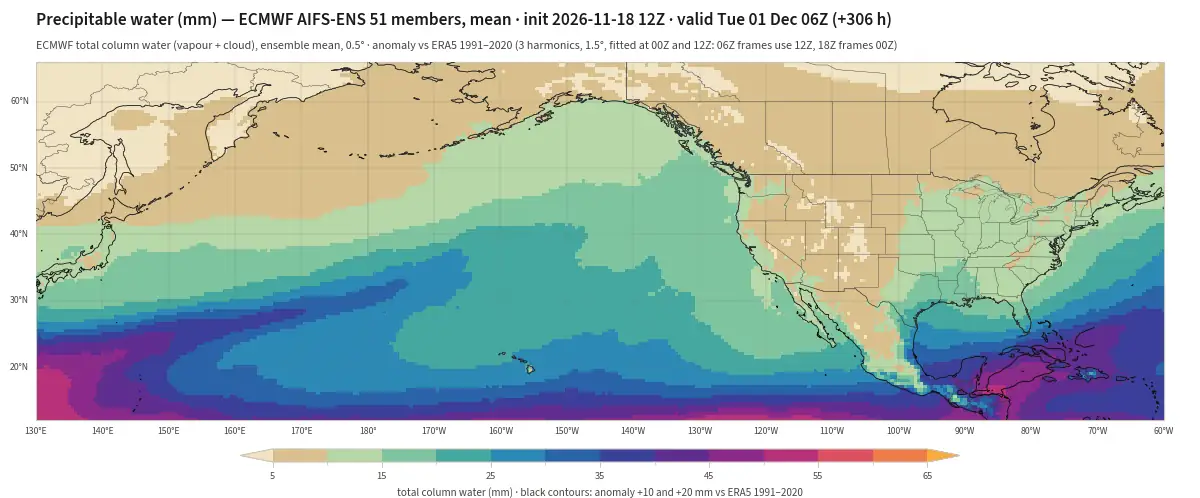 Precipitable water (mm) — ECMWF AIFS-ENS 51 members, mean · init 2026-11-18 12Z · valid Tue 01 Dec 06Z (+306 h)
ECMWF total column water (vapour + cloud), ensemble mean, 0.5° · anomaly vs ERA5 1991–2020 (3 harmonics, 1.5°, fitted at 00Z and 12Z: 06Z frames use 12Z, 18Z frames 00Z)
60°N
50°N
40°N
30°N
20°N
130°E 140°E 150°E 160°E 170°E 180° 170°W 160°W 150°W 140°W 130°W 120°W 110°W 100°W 90°W 80°W 70°W 60°W
5 15 25 35 45 55 65
total column water (mm) · black contours: anomaly +10 and +20 mm vs ERA5 1991–2020